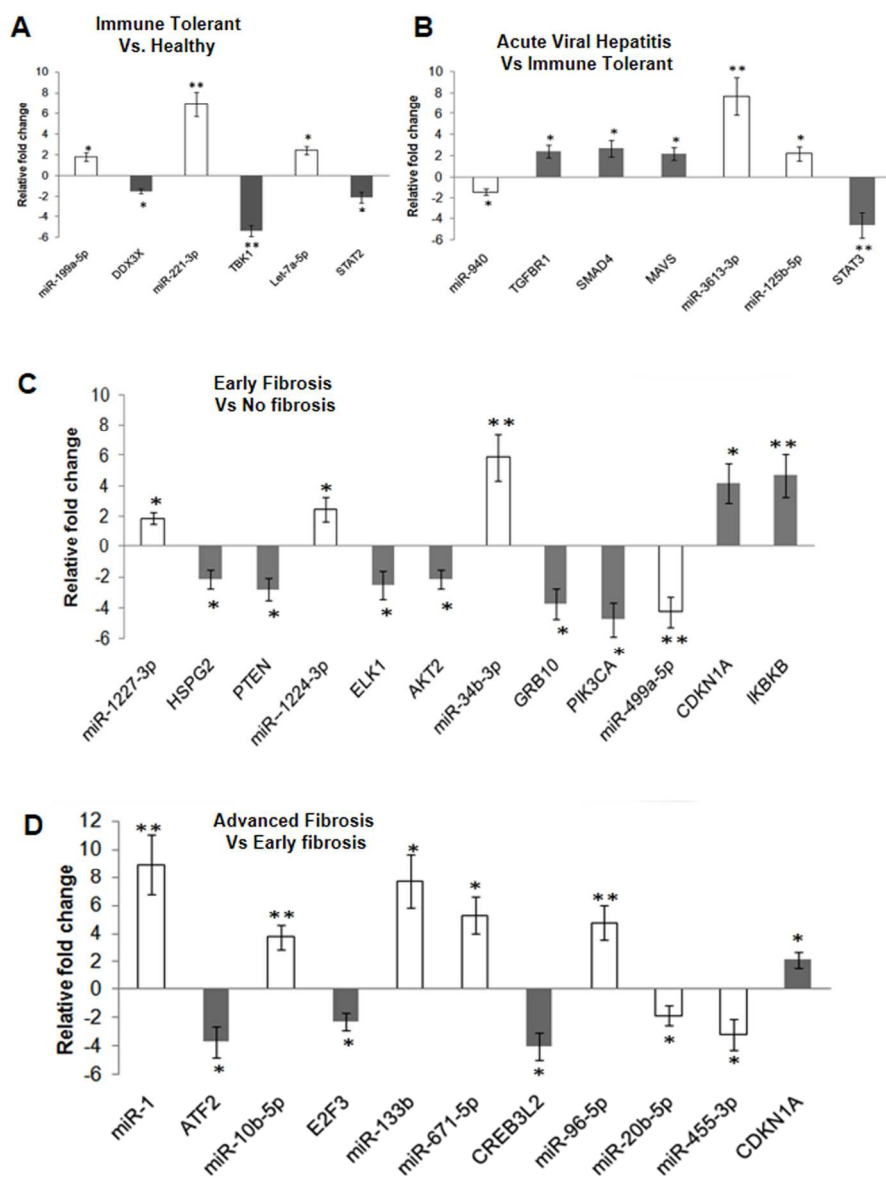 A
Immune Tolerant
Vs. Healthy
Relative fold change
10
8
6
4
2
0
-2
-4
-6
*
*
**
**
*
*
miR-199a-5p
DDX3X
miR-221-3p
TBK1
Let-7a-5p
STAT2
B
Acute Viral Hepatitis
Vs Immune Tolerant
Relative fold change
10
8
6
4
2
0
-2
-4
-6
*
*
*
*
**
*
**
miR-940
TGFBR1
SMAD4
MAVS
miR-3613-3p
miR-125b-5p
STAT3
C
Early Fibrosis
Vs No fibrosis
Relative fold change
10
8
6
4
2
0
-2
-4
-6
*
*
*
*
*
*
**
*
*
**
*
**
miR-1227-3p
HSPG2
PTEN
miR--1224-3p
ELK1
AKT2
miR-34b-3p
GRB10
PIK3CA
miR-499a-5p
CDKN1A
IKBKB
D
Advanced Fibrosis
Vs Early fibrosis
Relative fold change
12
10
8
6
4
2
0
-2
-4
-6
**
*
**
*
*
*
*
**
*
*
*
miR-1
ATF2
miR-10b-5p
E2F3
miR-133b
miR-671-5p
CREB3L2
miR-96-5p
miR-20b-5p
miR-455-3p
CDKN1A